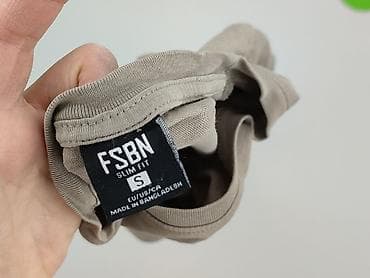 FSBN
SLIM FIT
S
EU/US/CA
MADE IN BANGLADESH